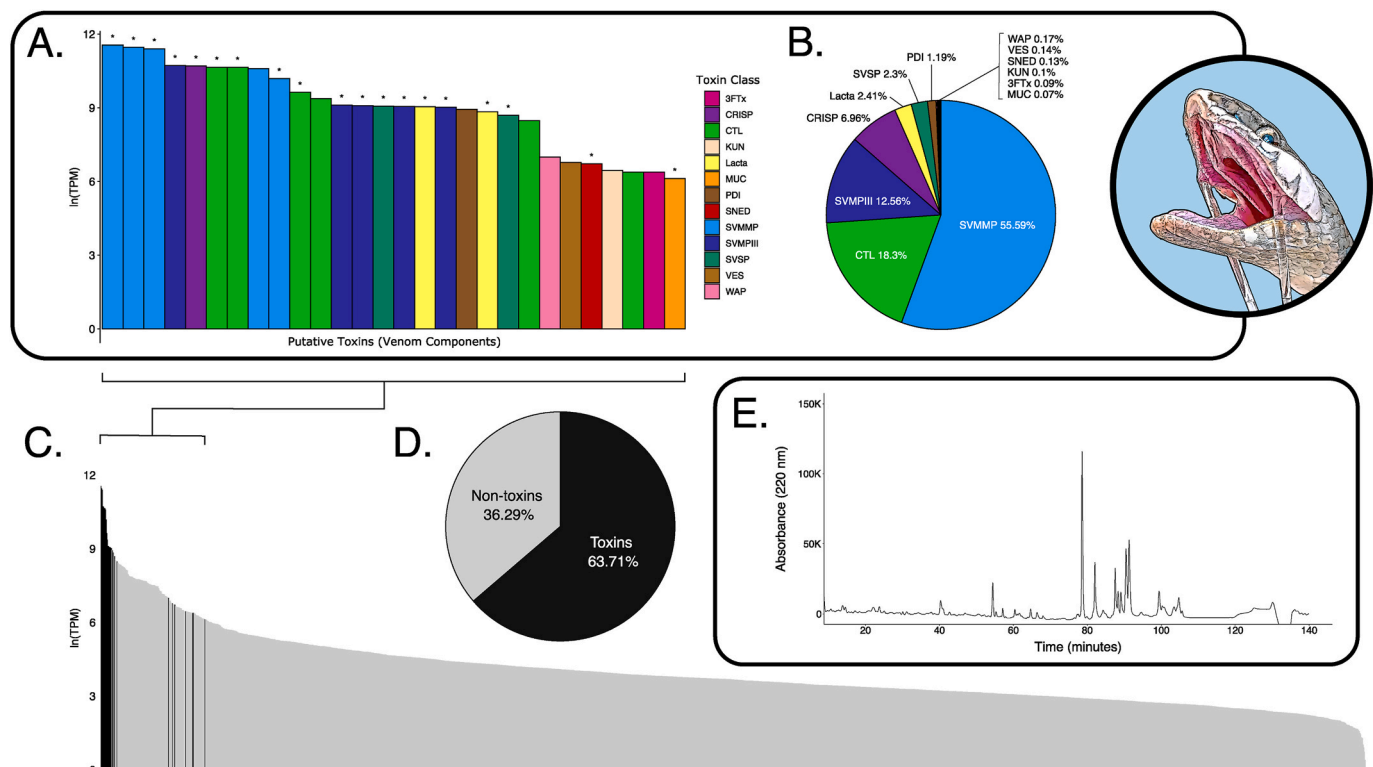 A.
12
9
6
3
0
ln(TPM)
* * * * * * * * * * * * * * * * * * * *
Putative Toxins (Venom Components)
Toxin Class
3FTx
CRISP
CTL
KUN
Lacta
MUC
PDI
SNED
SVMMP
SVMPIII
SVSP
VES
WAP
B.
WAP 0.17%
VES 0.14%
SNED 0.13%
KUN 0.1%
3FTx 0.09%
MUC 0.07%
PDI 1.19%
SVSP 2.3%
Lacta 2.41%
CRISP 6.96%
SVMPIII 12.56%
SVMMP 55.59%
CTL 18.3%
C.
12
9
6
3
ln(TPM)
D.
Non-toxins
36.29%
Toxins
63.71%
E.
150K
100K
50K
0
Absorbance (220 nm)
20 40 60 80 100 120 140
Time (minutes)